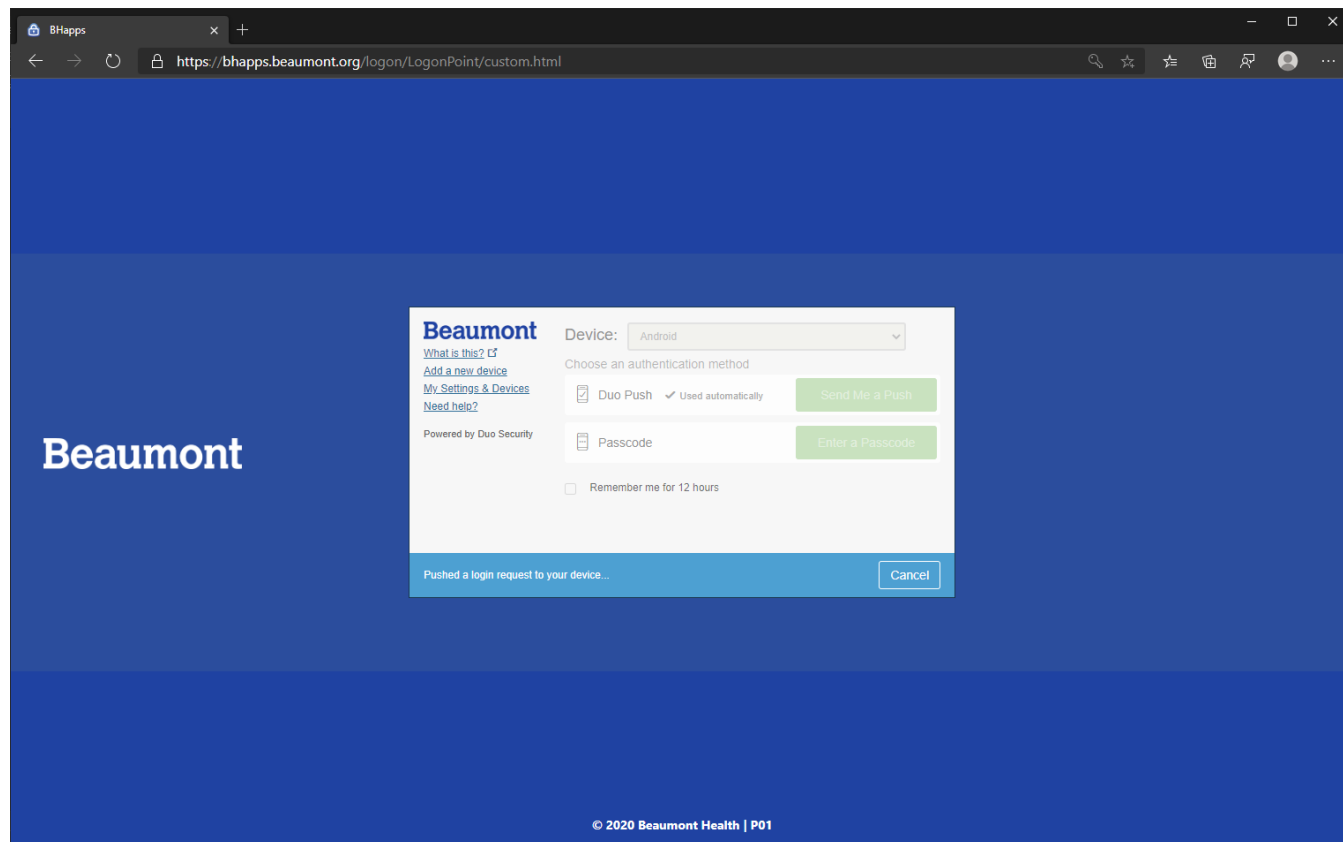 BHapps
https://bhapps.beaumont.org/logon/LogonPoint/custom.html
Beaumont
Beaumont
What is this?
Add a new device
My Settings & Devices
Need help?
Powered by Duo Security
Device: Android
Choose an authentication method
Duo Push ✓ Used automatically Send Me a Push
Passcode Enter a Passcode
Remember me for 12 hours
Pushed a login request to your device... Cancel
© 2020 Beaumont Health | P01